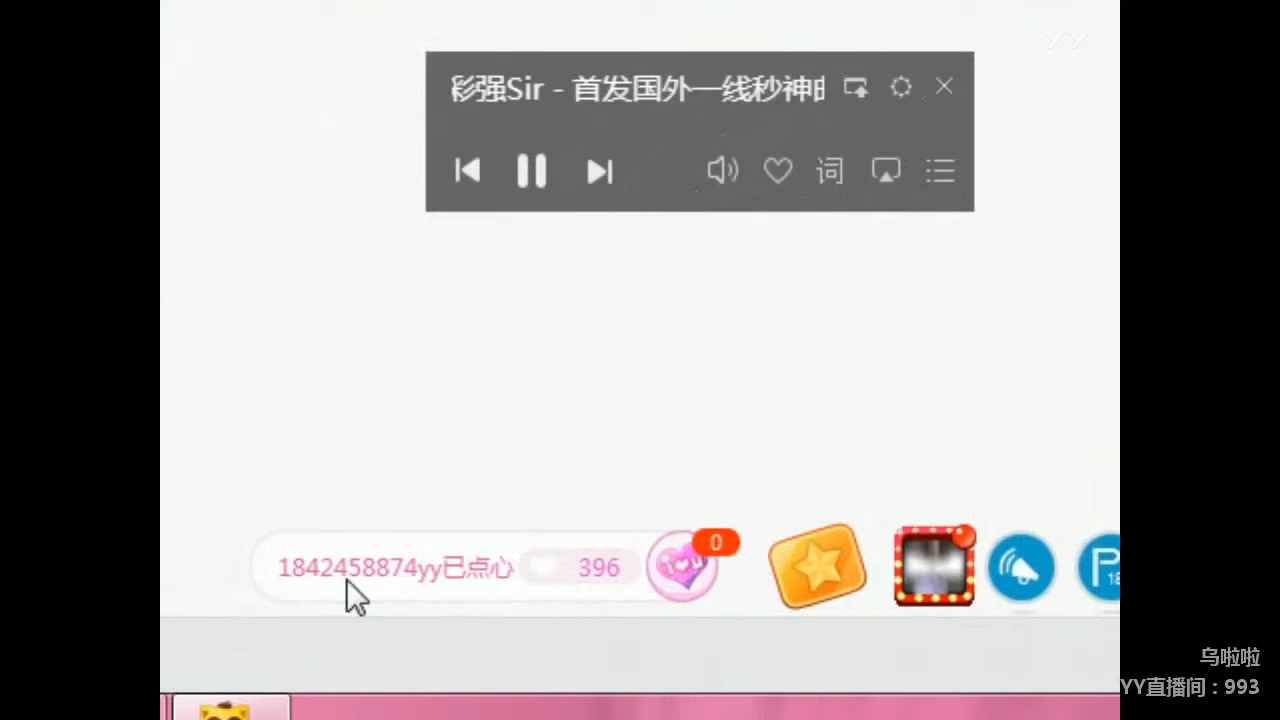 彩强Sir - 首发国外一线秒神
词
1842458874yy已点心
396
0
I♥U
P
18
乌啦啦
YY直播间：993